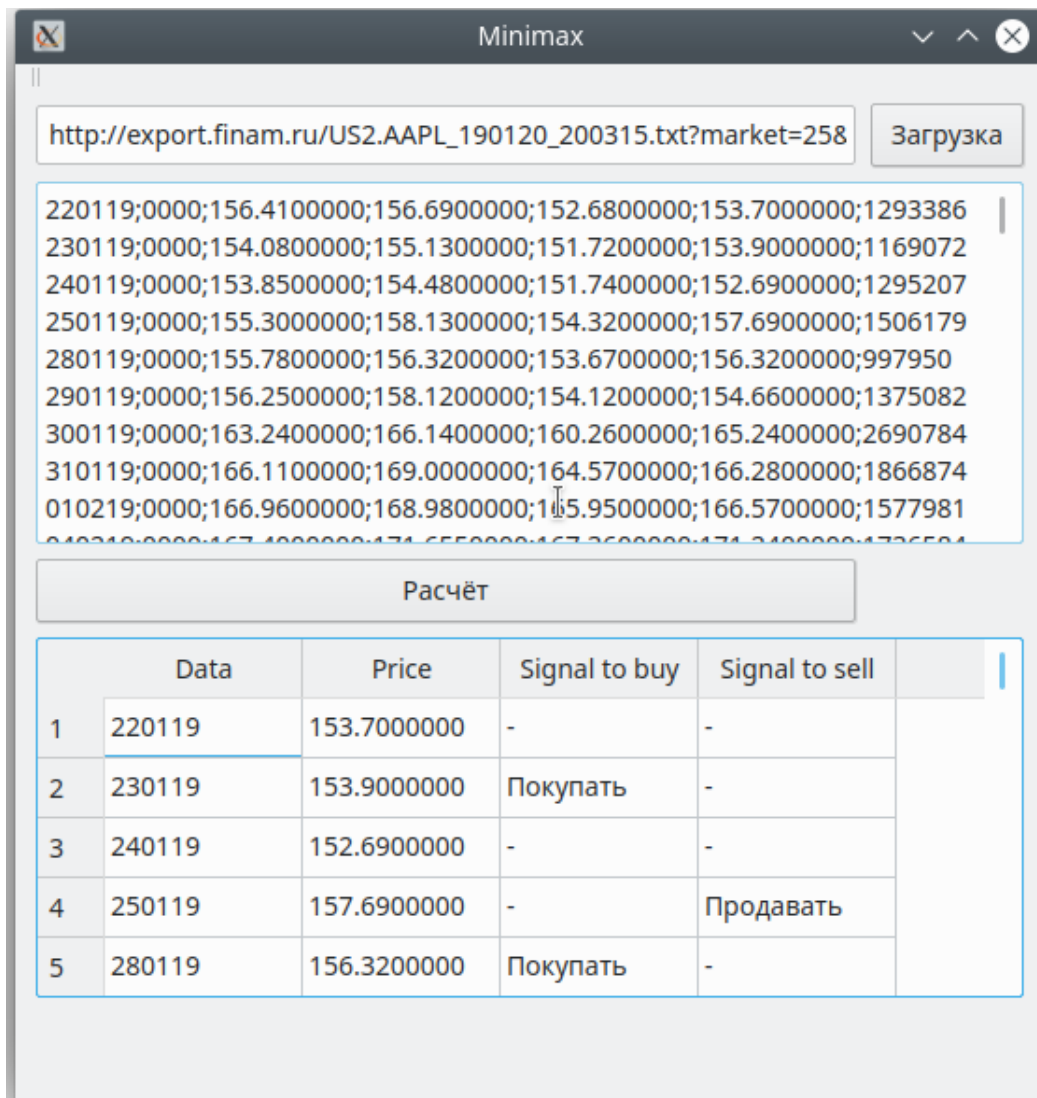 Minimax
http://export.finam.ru/US2.AAPL_190120_200315.txt?market=25& Загрузка
220119;0000;156.4100000;156.6900000;152.6800000;153.7000000;1293386
230119;0000;154.0800000;155.1300000;151.7200000;153.9000000;1169072
240119;0000;153.8500000;154.4800000;151.7400000;152.6900000;1295207
250119;0000;155.3000000;158.1300000;154.3200000;157.6900000;1506179
280119;0000;155.7800000;156.3200000;153.6700000;156.3200000;997950
290119;0000;156.2500000;158.1200000;154.1200000;154.6600000;1375082
300119;0000;163.2400000;166.1400000;160.2600000;165.2400000;2690784
310119;0000;166.1100000;169.0000000;164.5700000;166.2800000;1866874
010219;0000;166.9600000;168.9800000;165.9500000;166.5700000;1577981
Расчёт
Data Price Signal to buy Signal to sell
1 220119 153.7000000 - -
2 230119 153.9000000 Покупать -
3 240119 152.6900000 - -
4 250119 157.6900000 - Продавать
5 280119 156.3200000 Покупать -